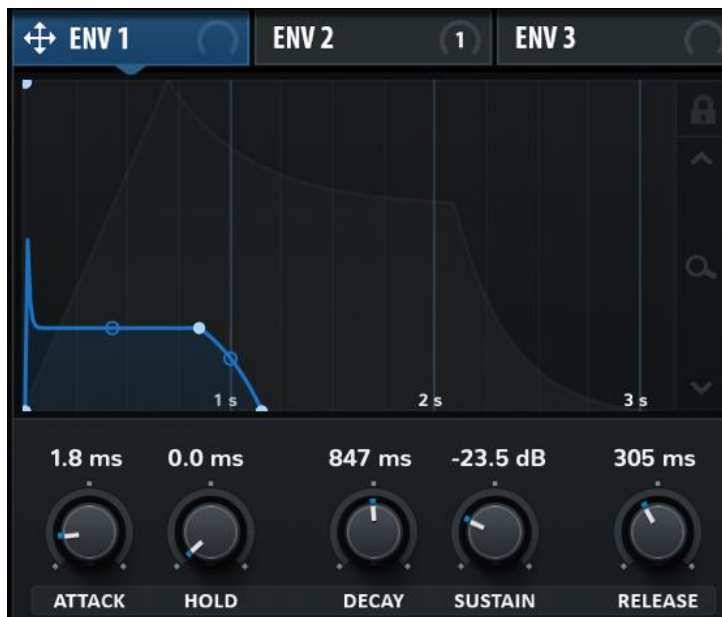 ENV 1 ENV 2 1 ENV 3
1 s 2 s 3 s
1.8 ms 0.0 ms 847 ms -23.5 dB 305 ms
ATTACK HOLD DECAY SUSTAIN RELEASE